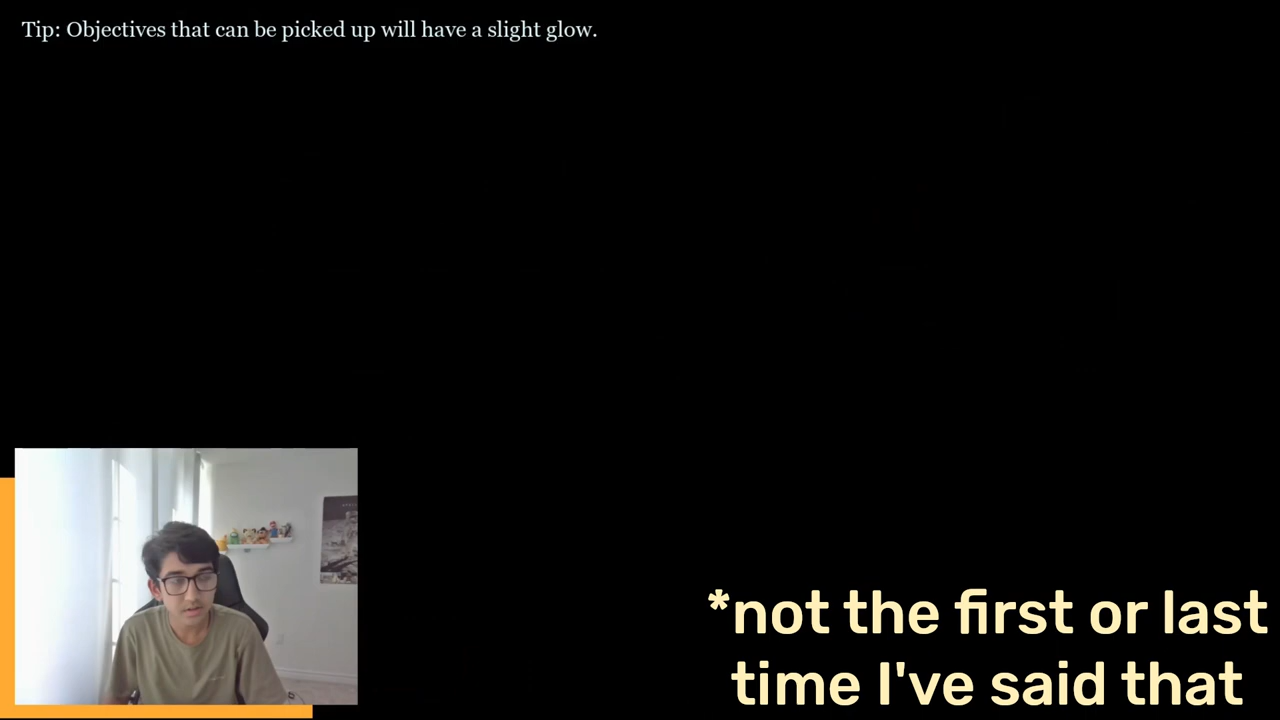 Tip: Objectives that can be picked up will have a slight glow.
*not the first or last
time I've said that